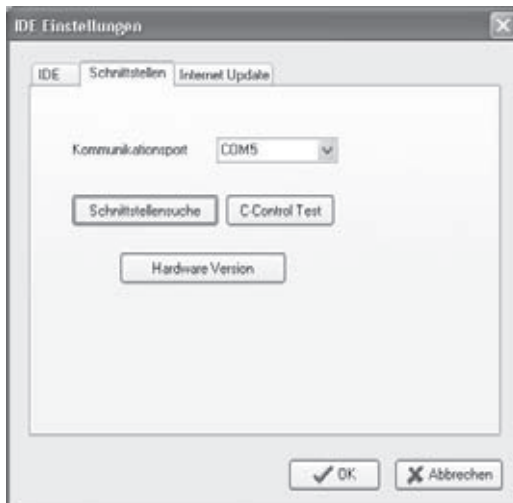 IDE Einstellungen
IDE Schnittstellen Internet Update
Kommunikationsport COM5
Schnittstellensuche C-Control Test
Hardware Version
OK Abbrechen